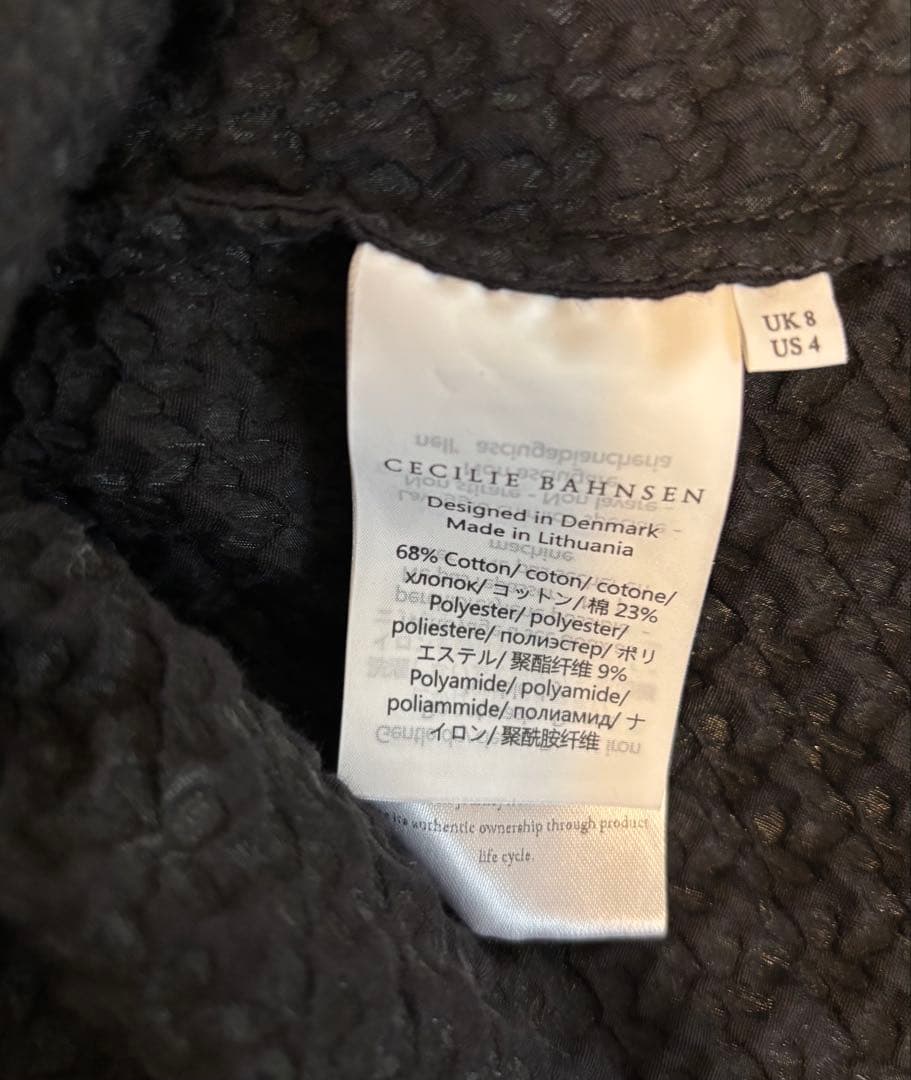 UK 8
US 4
CECILIE BAHNSEN
Designed in Denmark
Made in Lithuania
68% Cotton/ coton/ cotone/
хлопок/ コットン/ 棉 23%
Polyester/ polyester/
poliestere/ полиэстер/ ポリ
エステル/ 聚酯纤维 9%
Polyamide/ polyamide/
poliammide/ полиамид/ ナ
イロン/ 聚酰胺纤维
authentic ownership through product
life cycle.